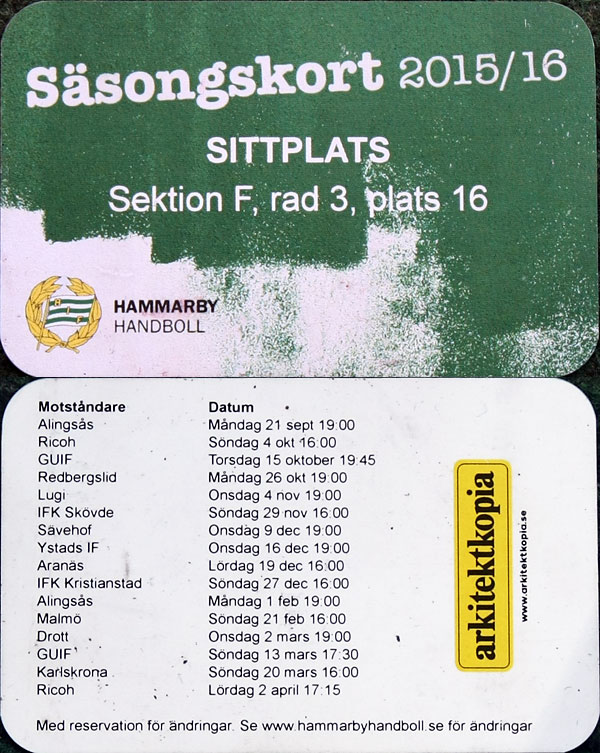 Säsongskort 2015/16
SITTPLATS
Sektion F, rad 3, plats 16
HIF
HAMMARBY
HANDBOLL
Motståndare Datum
Alingsås Måndag 21 sept 19:00
Ricoh Söndag 4 okt 16:00
GUIF Torsdag 15 oktober 19:45
Redbergslid Måndag 26 okt 19:00
Lugi Onsdag 4 nov 19:00
IFK Skövde Söndag 29 nov 16:00
Sävehof Onsdag 9 dec 19:00
Ystads IF Onsdag 16 dec 19:00
Aranäs Lördag 19 dec 16:00
IFK Kristianstad Söndag 27 dec 16:00
Alingsås Måndag 1 feb 19:00
Malmö Söndag 21 feb 16:00
Drott Onsdag 2 mars 19:00
GUIF Söndag 13 mars 17:30
Karlskrona Söndag 20 mars 16:00
Ricoh Lördag 2 april 17:15
arkitektkopia
www.arkitektkopia.se
Med reservation för ändringar. Se www.hammarbyhandboll.se för ändringar